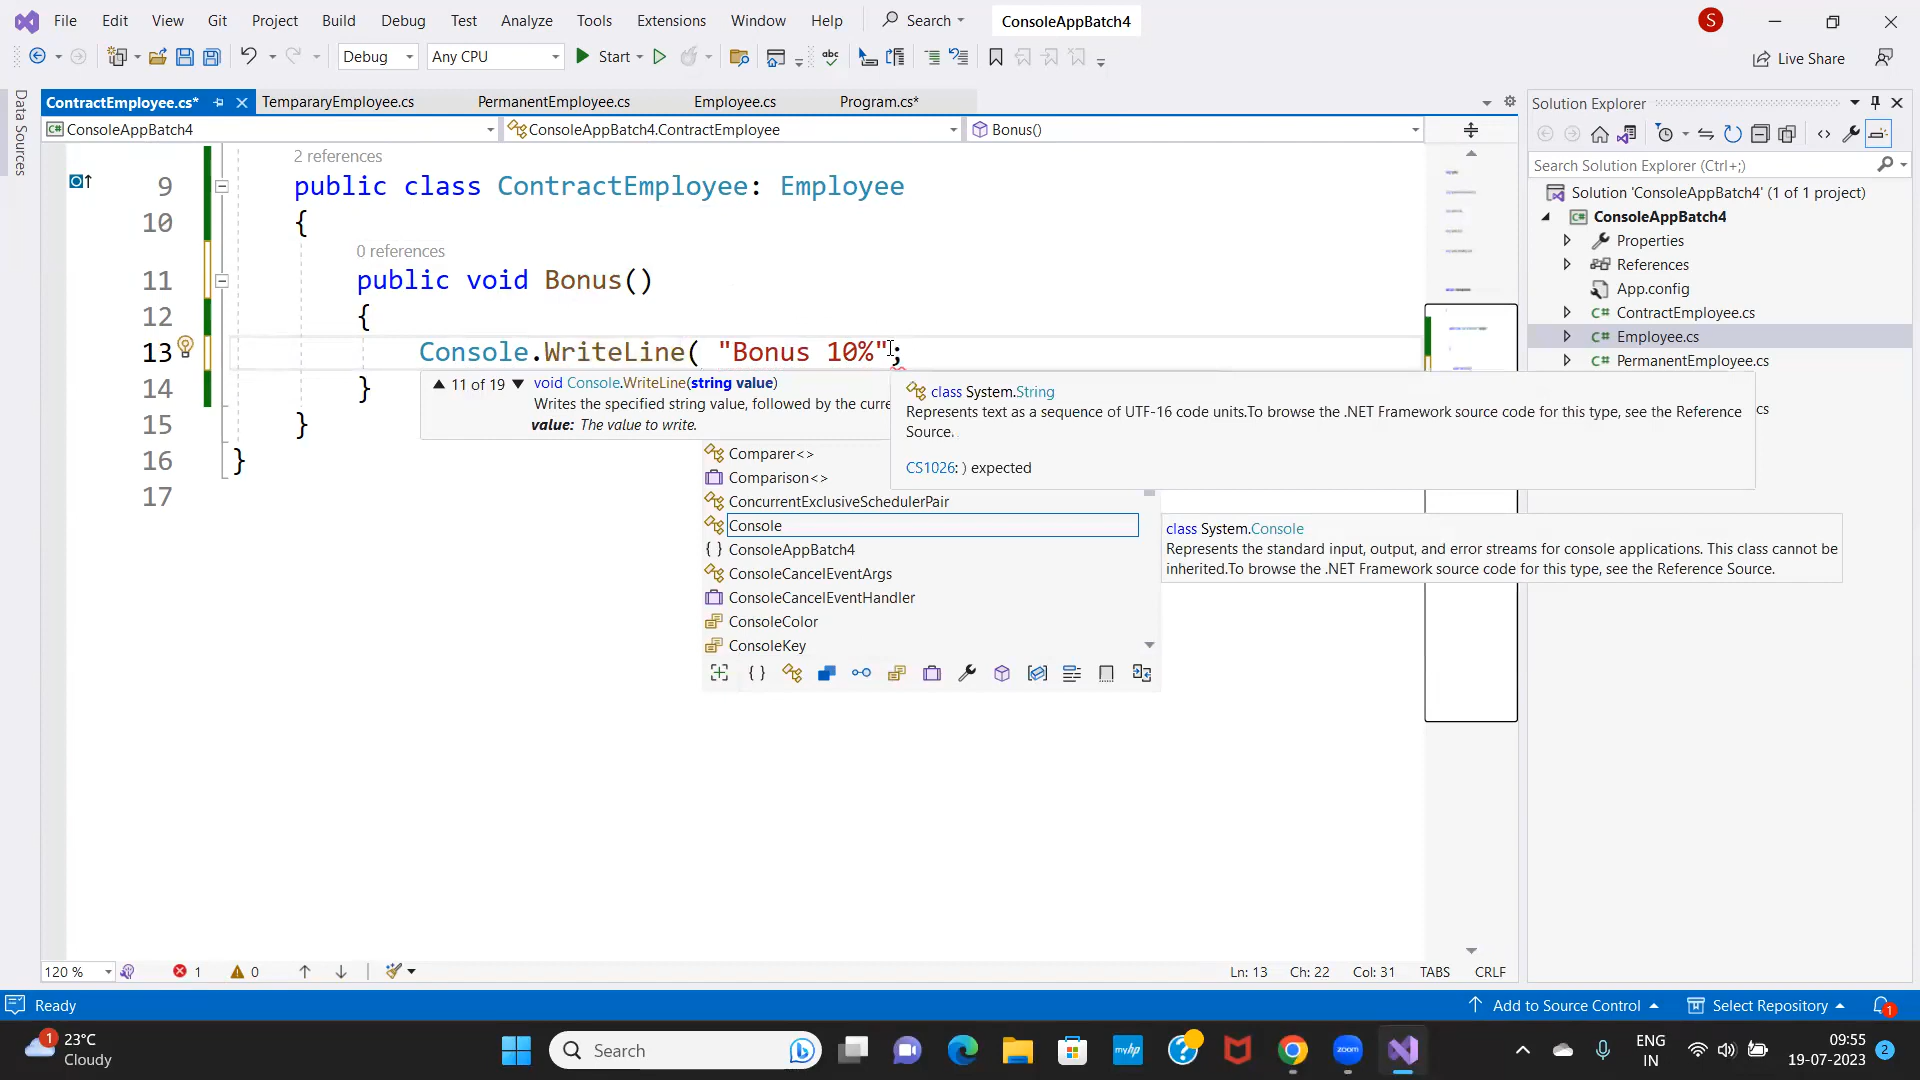 File Edit View Git Project Build Debug Test Analyze Tools Extensions Window Help Search ConsoleAppBatch4 S
Debug Any CPU Start Live Share
ContractEmployee.cs* TempararyEmployee.cs PermanentEmployee.cs Employee.cs Program.cs*
ConsoleAppBatch4 ConsoleAppBatch4.ContractEmployee Bonus()
Data Sources
2 references
9 public class ContractEmployee: Employee
10 {
0 references
11 public void Bonus()
12 {
13 Console.WriteLine( "Bonus 10%";
14 }
15 }
16 }
17
11 of 19 void Console.WriteLine(string value)
Writes the specified string value, followed by the curre
value: The value to write.
class System.String
Represents text as a sequence of UTF-16 code units.To browse the .NET Framework source code for this type, see the Reference
Source.
CS1026: ) expected
Comparer<>
Comparison<>
ConcurrentExclusiveSchedulerPair
Console
ConsoleAppBatch4
ConsoleCancelEventArgs
ConsoleCancelEventHandler
ConsoleColor
ConsoleKey
class System.Console
Represents the standard input, output, and error streams for console applications. This class cannot be
inherited.To browse the .NET Framework source code for this type, see the Reference Source.
Solution Explorer
Search Solution Explorer (Ctrl+;)
Solution 'ConsoleAppBatch4' (1 of 1 project)
ConsoleAppBatch4
Properties
References
App.config
ContractEmployee.cs
Employee.cs
PermanentEmployee.cs
cs
120 % 1 0 Ln: 13 Ch: 22 Col: 31 TABS CRLF
Ready Add to Source Control Select Repository 1
1 23°C
Cloudy
Search
myhp
zoom
ENG
IN
09:55
19-07-2023
2